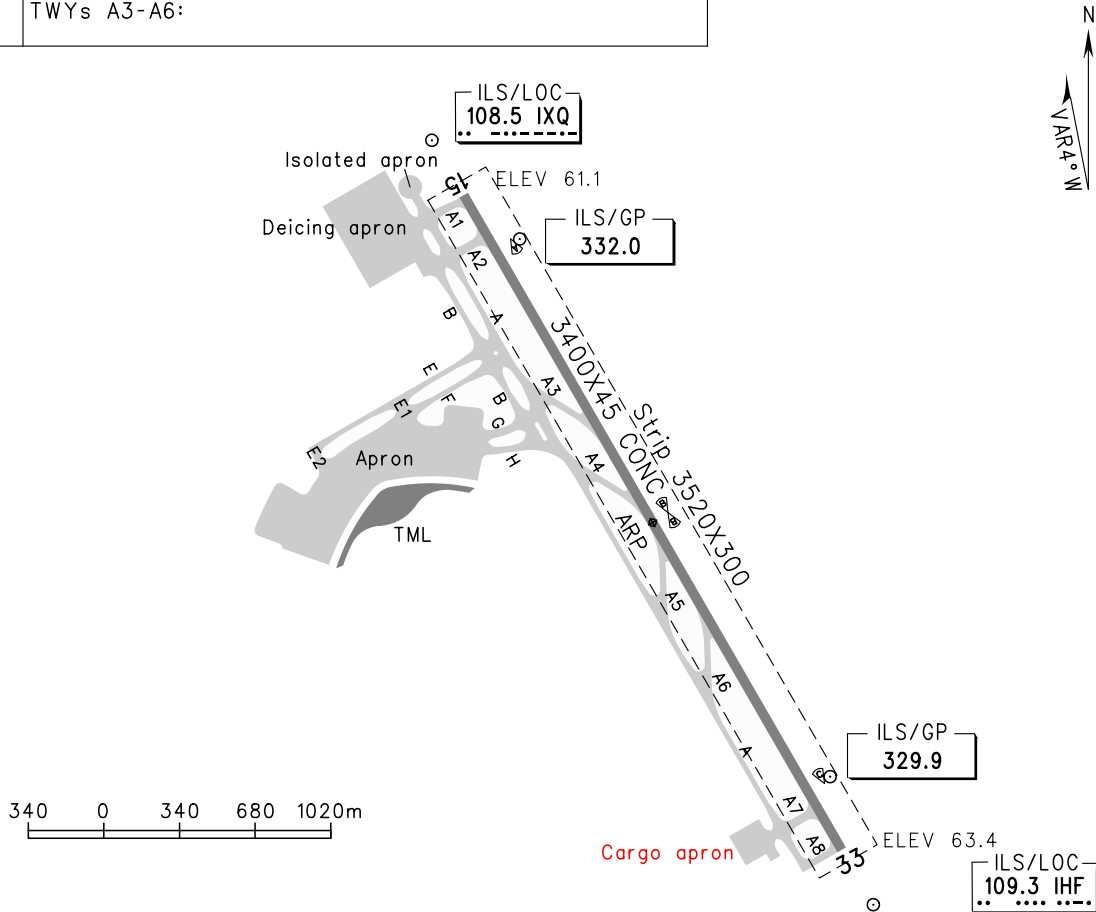 TWYs A3-A6:
N
VAR4°W
ILS/LOC
108.5 IXQ
Isolated apron
15
ELEV 61.1
Deicing apron
A1
ILS/GP
332.0
A2
B
A
3400X45 CONC
Strip 3520X300
E
A3
F
B
E1
G
H
E2
Apron
A4
TML
ARP
A5
A6
A
ILS/GP
329.9
340 0 340 680 1020m
A7
A8
Cargo apron
33
ELEV 63.4
ILS/LOC
109.3 IHF